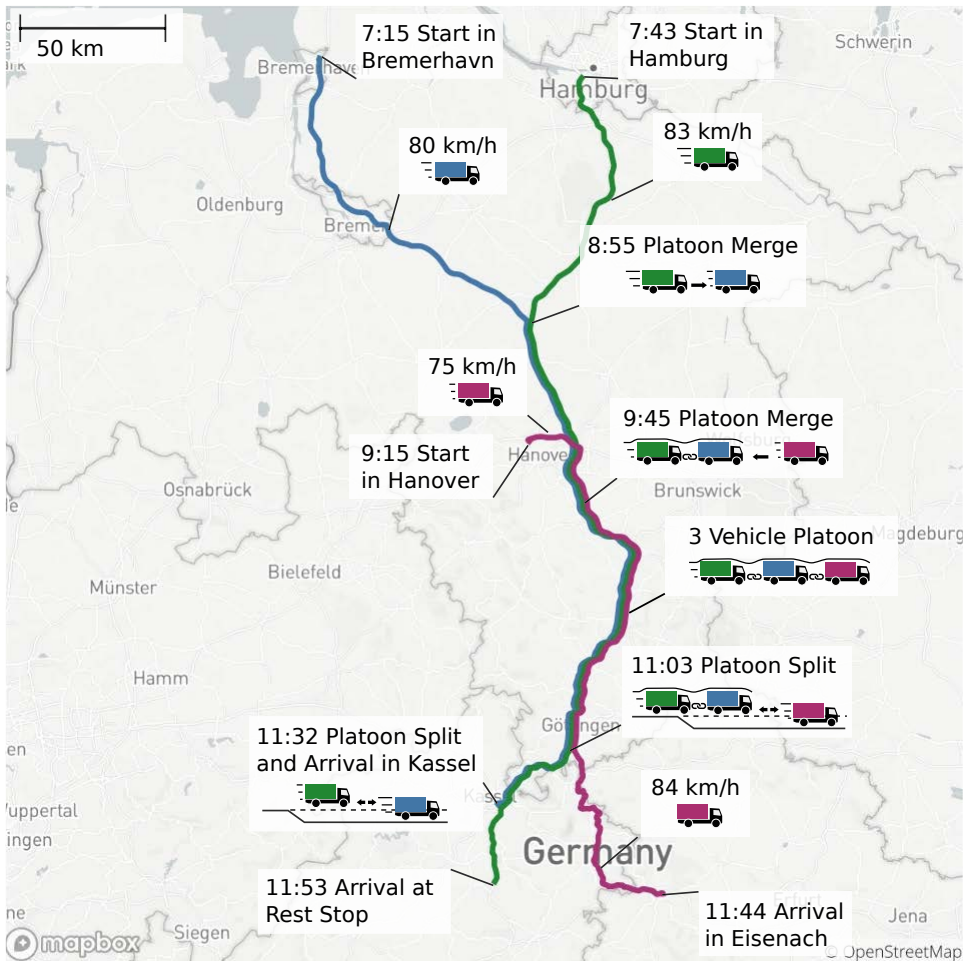 50 km
7:15 Start in
Bremerhavn
7:43 Start in
Hamburg
Schwerin
Bremerhave
Hamburg
80 km/h
83 km/h
Oldenburg
Bremen
8:55 Platoon Merge
75 km/h
9:45 Platoon Merge
9:15 Start
in Hanover
Hanover
Osnabrück
Brunswick
Magdeburg
3 Vehicle Platoon
Bielefeld
Münster
Hamm
11:03 Platoon Split
Göttingen
11:32 Platoon Split
and Arrival in Kassel
Kassel
84 km/h
Wuppertal
ingen
Germany
11:53 Arrival at
Rest Stop
11:44 Arrival
in Eisenach
Erfurt
Jena
Siegen
mapbox
© OpenStreetMap